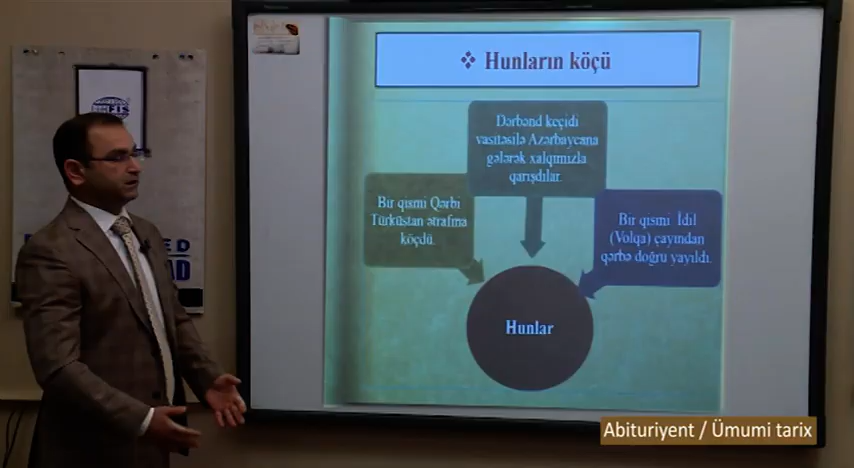 ❖ Hunların köçü
Dərbənd keçidi
vasitəsilə Azərbaycana
gələrək xalqımızla
qarışdılar.
Bir qismi Qərbi
Türküstan ətrafına
köçdü.
Bir qismi İdil
(Volqa) çayından
qərbə doğru yayıldı.
Hunlar
Abituriyent / Ümumi tarix